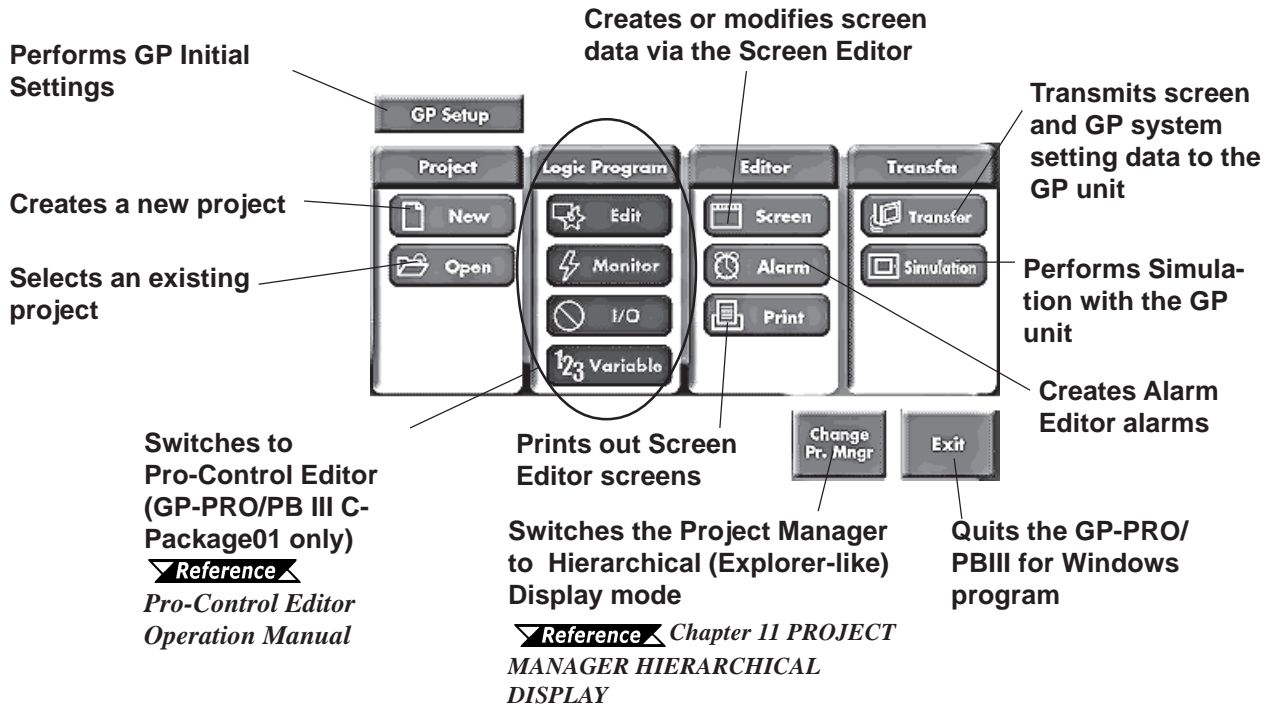 Creates or modifies screen
data via the Screen Editor
Performs GP Initial
Settings
Transmits screen
and GP system
setting data to the
GP unit
GP Setup
Project
Logic Program
Editor
Transfer
Creates a new project
New
Edit
Screen
Transfer
Selects an existing
project
Open
Monitor
Alarm
Simulation
Performs Simula-
tion with the GP
unit
I/O
Print
123 Variable
Creates Alarm
Editor alarms
Switches to
Pro-Control Editor
(GP-PRO/PB III C-
Package01 only)
Reference
Pro-Control Editor
Operation Manual
Prints out Screen
Editor screens
Change
Pr. Mngr
Exit
Switches the Project Manager
to Hierarchical (Explorer-like)
Display mode
Reference Chapter 11 PROJECT
MANAGER HIERARCHICAL
DISPLAY
Quits the GP-PRO/
PBIII for Windows
program